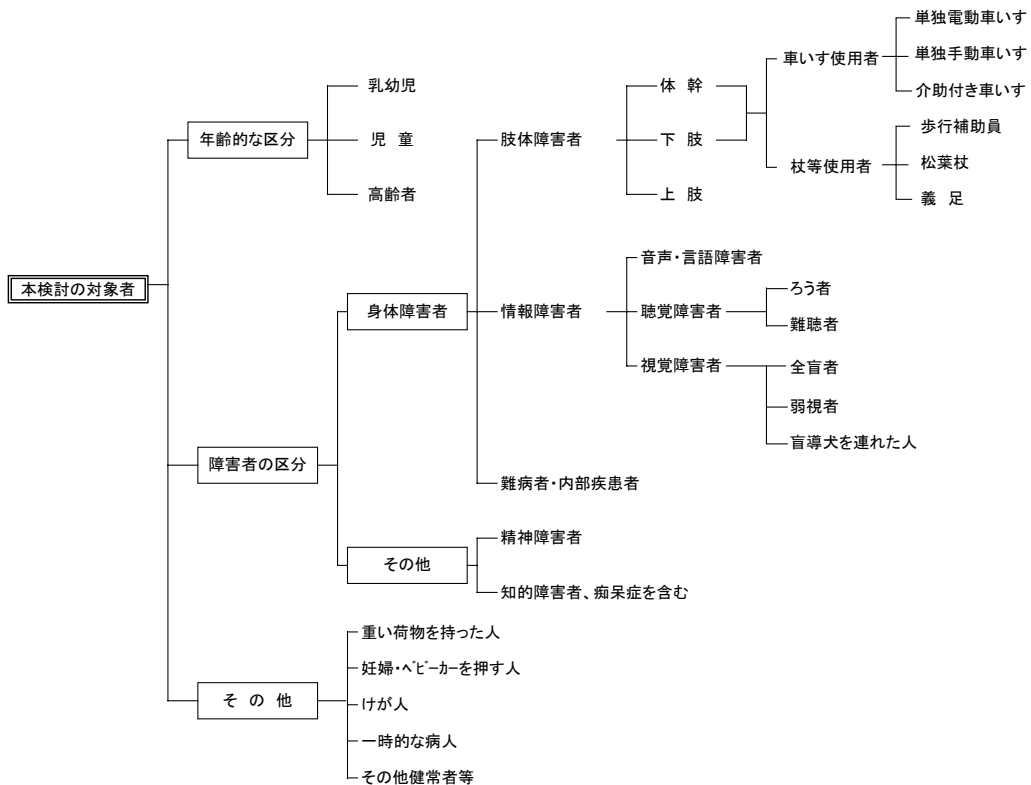 本検討の対象者
年齢的な区分
乳幼児
児 童
高齢者
障害者の区分
身体障害者
肢体障害者
体 幹
下 肢
上 肢
車いす使用者
単独電動車いす
単独手動車いす
介助付き車いす
杖等使用者
歩行補助員
松葉杖
義 足
情報障害者
音声・言語障害者
聴覚障害者
ろう者
難聴者
視覚障害者
全盲者
弱視者
盲導犬を連れた人
難病者・内部疾患者
その他
精神障害者
知的障害者、痴呆症を含む
そ の 他
重い荷物を持った人
妊婦・ベビーカーを押す人
けが人
一時的な病人
その他健常者等